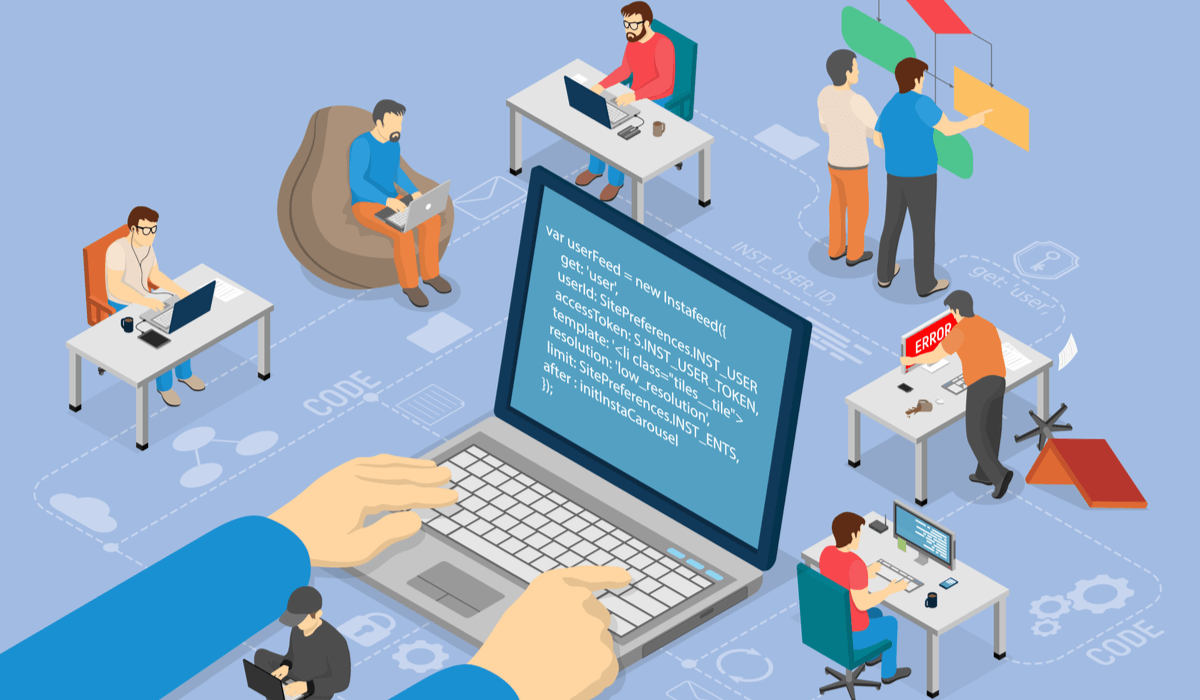 INST_USER_ID.
get: 'user',
ERROR
var userFeed = new Instafeed({
get: 'user',
userId: SitePreferences.INST_USER
accessToken: S.INST_USER_TOKEN,
template: '<li class="tiles__tile">
resolution: 'low_resolution',
limit: SitePreferences.INST_ENTS,
after : initInstaCarousel
});
CODE
CODE